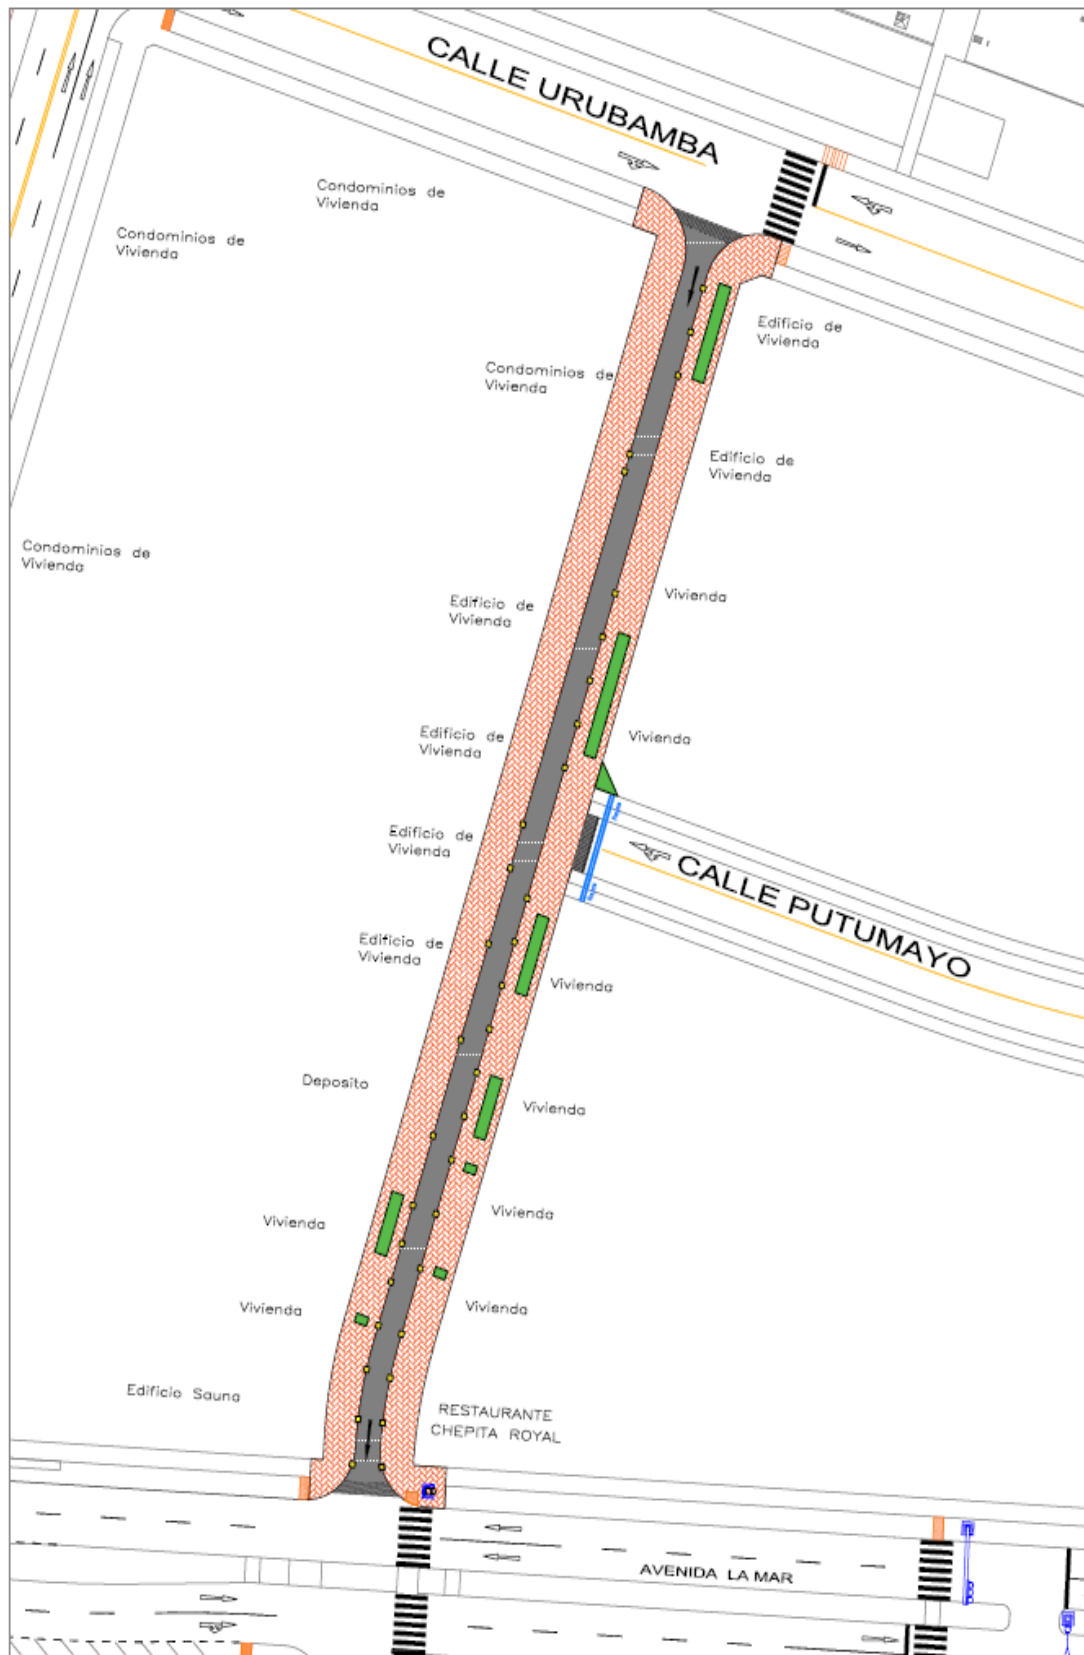 CALLE URUBAMBA
Condominios de
Vivienda
Condominios de
Vivienda
Edificio de
Vivienda
Condominios de
Vivienda
Edificio de
Vivienda
Condominios de
Vivienda
Edificio de
Vivienda
Vivienda
Edificio de
Vivienda
Vivienda
Edificio de
Vivienda
CALLE PUTUMAYO
Edificio de
Vivienda
Vivienda
Deposito
Vivienda
Vivienda
Vivienda
Vivienda
Vivienda
Edificio Sauna
RESTAURANTE
CHEPITA ROYAL
AVENIDA LA MAR